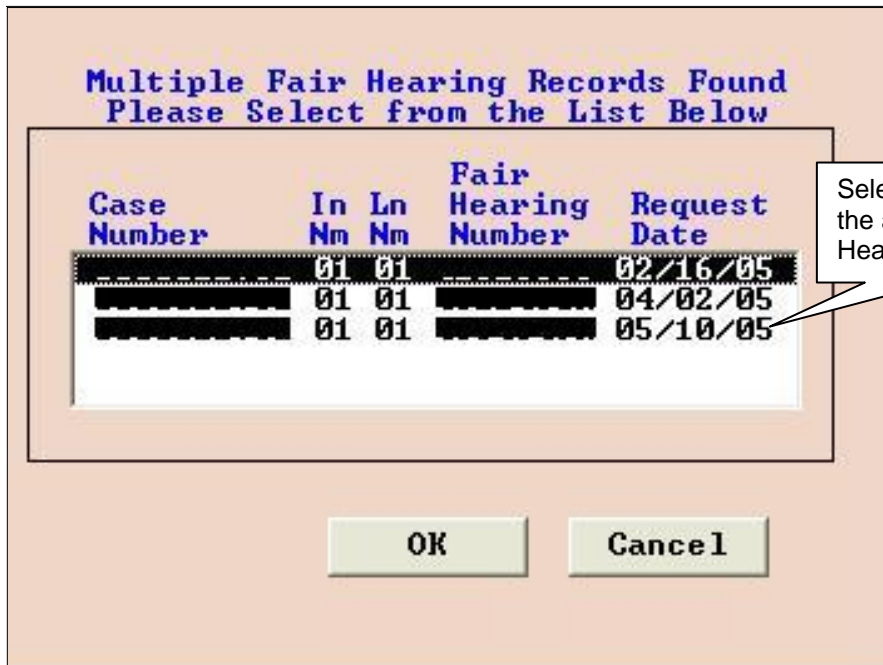 Multiple Fair Hearing Records Found
Please Select from the List Below
Case Number
In Nm
Ln Nm
Fair Hearing Number
Request Date
01 01 02/16/05
01 01 04/02/05
01 01 05/10/05
the
OK
Cancel